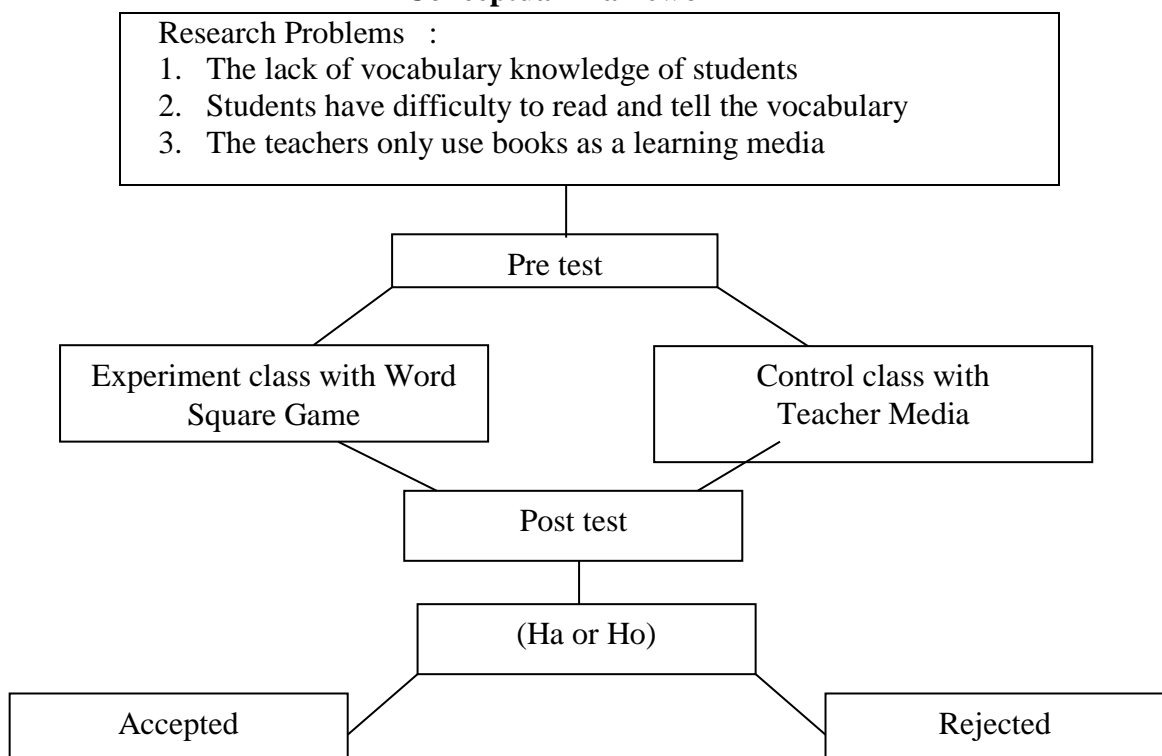 Research Problems :
1. The lack of vocabulary knowledge of students
2. Students have difficulty to read and tell the vocabulary
3. The teachers only use books as a learning media
Pre test
Experiment class with Word
Square Game
Control class with
Teacher Media
Post test
(Ha or Ho)
Accepted
Rejected